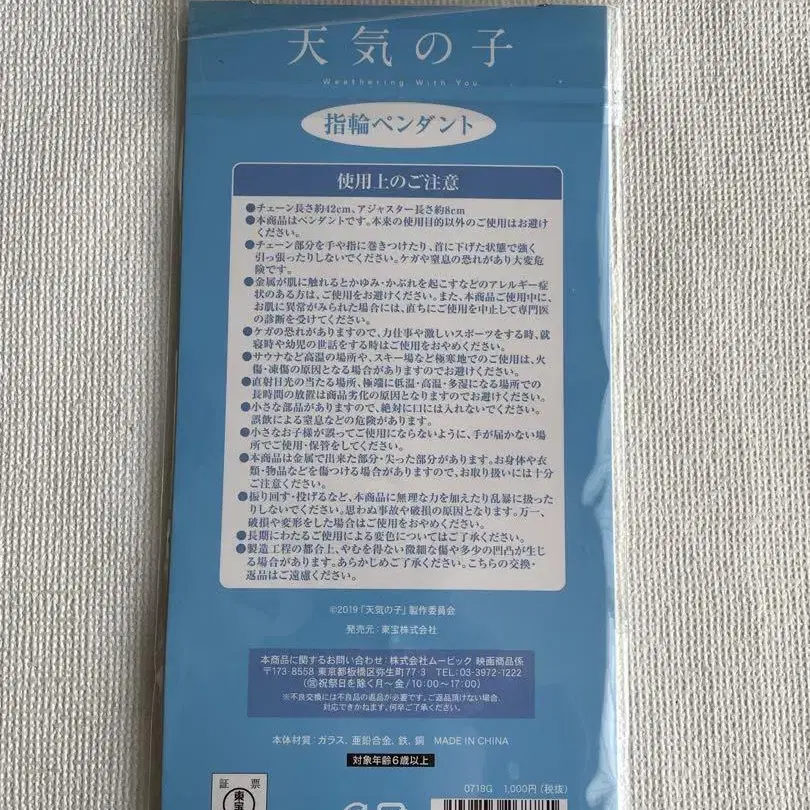 天気の子
Weathering With You
指輪ペンダント
使用上のご注意
●チェーン長さ約42cm、アジャスター長さ約8cm
●本商品はペンダントです。本来の使用目的以外のご使用はお避け
ください。
●チェーン部分を手や指に巻きつけたり、首に下げた状態で強く
引っ張ったりしないでください。ケガや窒息の恐れがあり大変危
険です。
●金属が肌に触れるとかゆみ・かぶれを起こすなどのアレルギー症
状のある方は、ご使用をお避けください。また、本商品ご使用中に、
お肌に異常がみられた場合には、直ちにご使用を中止して専門医
の診断を受けてください。
●ケガの恐れがありますので、力仕事や激しいスポーツをする時、就
寝時や幼児の世話をする時はご使用をおやめください。
●サウナなど高温の場所や、スキー場など極寒地でのご使用は、火
傷・凍傷の原因となる場合がありますのでお避けください。
●直射日光の当たる場所、極端に低温・高温・多湿になる場所での
長時間の放置は商品劣化の原因となりますのでお避けください。
●小さな部品がありますので、絶対に口には入れないでください。
誤飲による窒息などの危険があります。
●小さなお子様が誤ってご使用にならないように、手が届かない場
所でご使用・保管をしてください。
●本商品は金属で出来た部分・尖った部分があります。お身体や衣
類・物品などを傷つける場合がありますので、お取り扱いには十分
ご注意ください。
●振り回す・投げるなど、本商品に無理な力を加えたり乱暴に扱った
りしないでください。思わぬ事故や破損の原因となります。万一、
破損や変形をした場合はご使用をおやめください。
●長期にわたるご使用による変色についてはご了承ください。
●製造工程の都合上、やむを得ない微細な傷や多少の凹凸が生じ
る場合があります。あらかじめご了承ください。こちらの交換・
返品はご遠慮ください。
©2019「天気の子」製作委員会
発売元:東宝株式会社
本商品に関するお問い合わせ:株式会社ムービック 映画商品係
〒173-8558 東京都板橋区弥生町77-3 TEL:03-3972-1222
(㊗祝祭日を除く月～金/10:00～17:00)
※不良交換には不良品の返品が必要です。ご返品頂けない場合、
対応できかねます。何卒ご了承ください。
本体材質:ガラス、亜鉛合金、鉄、銅 MADE IN CHINA
対象年齢6歳以上
証 票
東宝
0719G 1,000円(税抜)